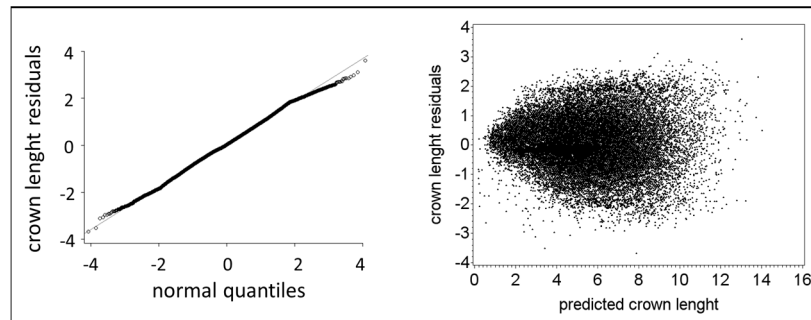 4
2
0
-2
-4
crown lenght residuals
-4 -2 0 2 4
normal quantiles
4
3
2
1
0
-1
-2
-3
-4
crown lenght residuals
0 2 4 6 8 10 12 14 16
predicted crown lenght